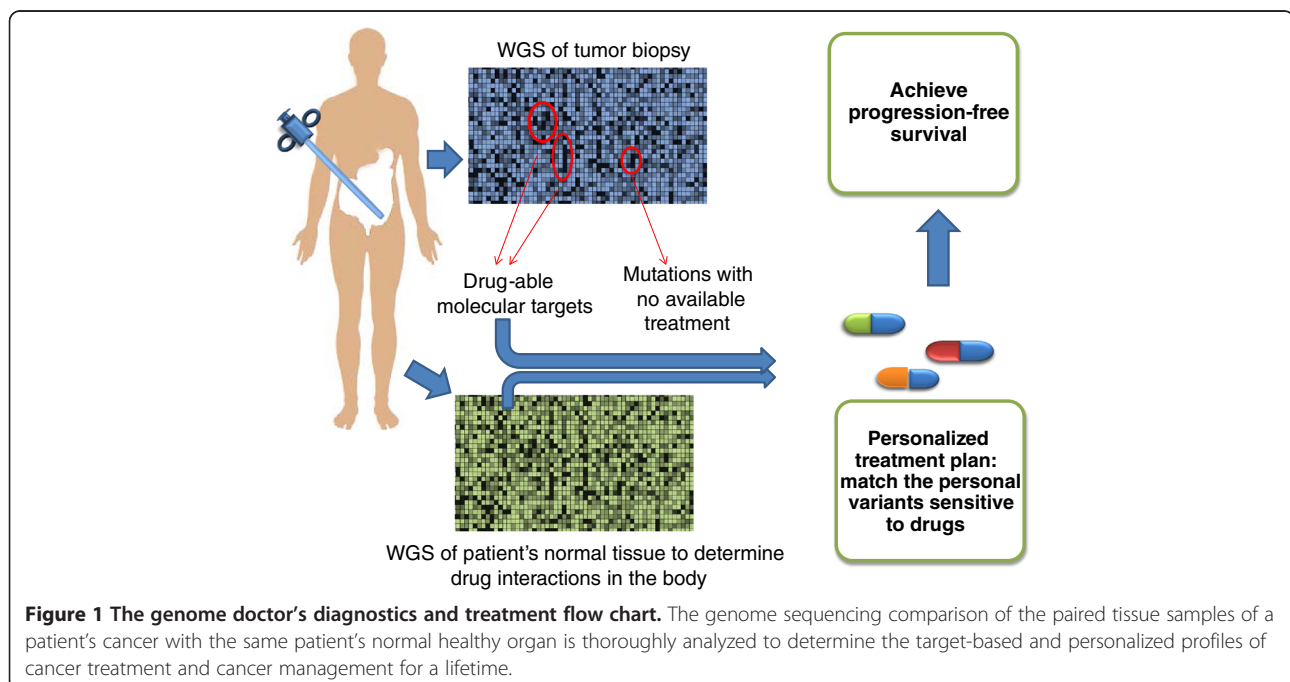 WGS of tumor biopsy
Achieve
progression-free
survival
Drug-able
molecular targets
Mutations with
no available
treatment
Personalized
treatment plan:
match the personal
variants sensitive
to drugs
WGS of patient's normal tissue to determine
drug interactions in the body
Figure 1 The genome doctor's diagnostics and treatment flow chart. The genome sequencing comparison of the paired tissue samples of a
patient's cancer with the same patient's normal healthy organ is thoroughly analyzed to determine the target-based and personalized profiles of
cancer treatment and cancer management for a lifetime.